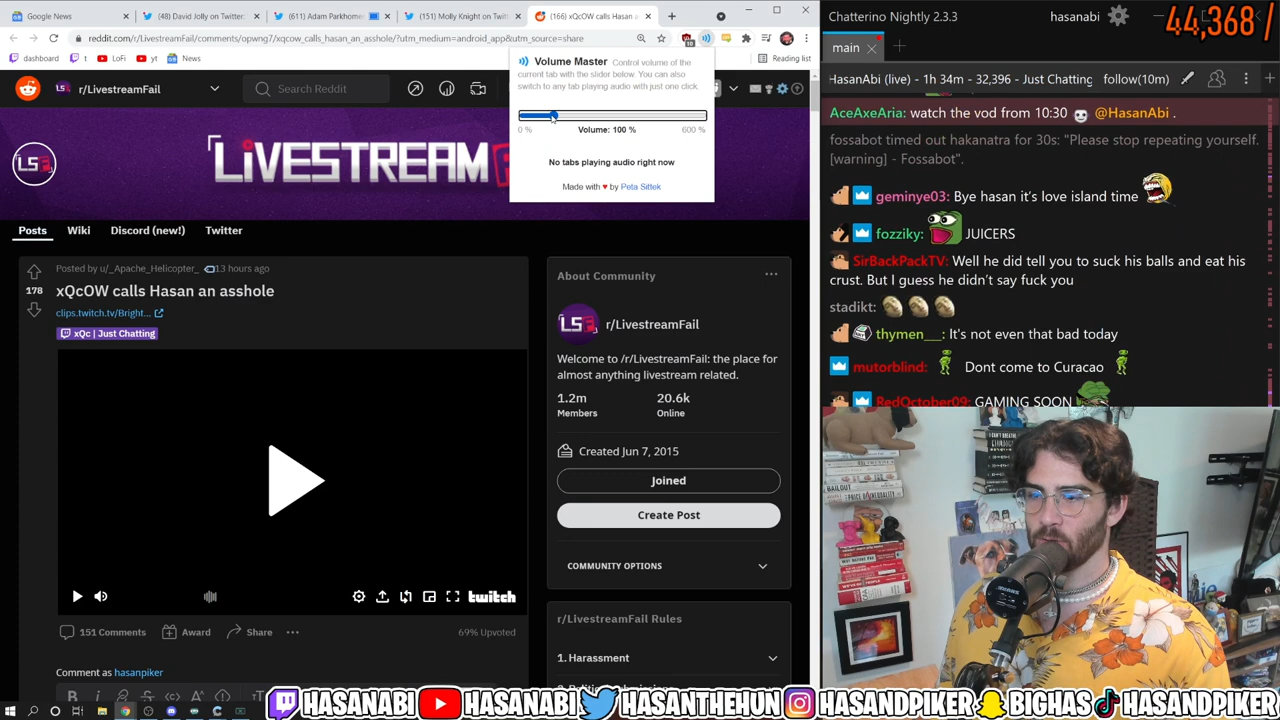 Google News
(48) David Jolly on Twitter:
(611) Adam Parkhome
(151) Molly Knight on Twitt
(166) xQcOW calls Hasan a
reddit.com/r/LivestreamFail/comments/opwng7/xqcow_calls_hasan_an_asshole/?utm_medium=android_app&utm_source=share
dashboard
t
LoFi
yt
News
Reading list
r/LivestreamFail
Search Reddit
Volume Master Control volume of the
current tab with the slider below. You can also
switch to any tab playing audio with just one click.
0 %
Volume: 100 %
600 %
No tabs playing audio right now
Made with ♥ by Peta Sittek
LSF
LIVESTREAM F
Posts
Wiki
Discord (new!)
Twitter
178
Posted by u/_Apache_Helicopter_
13 hours ago
xQcOW calls Hasan an asshole
clips.twitch.tv/Bright...
xQc | Just Chatting
twitch
151 Comments
Award
Share
69% Upvoted
Comment as hasanpiker
About Community
LSF
r/LivestreamFail
Welcome to /r/LivestreamFail: the place for
almost anything livestream related.
1.2m
20.6k
Members
Online
Created Jun 7, 2015
Joined
Create Post
COMMUNITY OPTIONS
r/LivestreamFail Rules
1. Harassment
Chatterino Nightly 2.3.3
hasanabi
44,368 /
main
HasanAbi (live) - 1h 34m - 32,396 - Just Chatting
follow(10m)
AceAxeAria: watch the vod from 10:30 @HasanAbi .
fossabot timed out hakanatra for 30s: "Please stop repeating yourself.
[warning] - Fossabot".
geminye03: Bye hasan it's love island time
fozziky: JUICERS
SirBackPackTV: Well he did tell you to suck his balls and eat his
crust. But I guess he didn't say fuck you
stadikt:
thymen__: It's not even that bad today
mutorblind: Dont come to Curacao
RedOctober09: GAMING SOON
HASANABI
HASANABI
HASANTHEHUN
HASANDPIKER
BIGHAS
HASANDPIKER